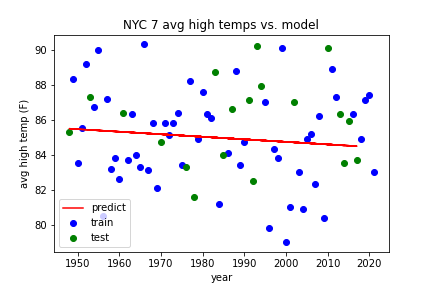 NYC 7 avg high temps vs. model
avg high temp (F)
90
88
86
84
82
80
predict
train
test
1950 1960 1970 1980 1990 2000 2010 2020
year